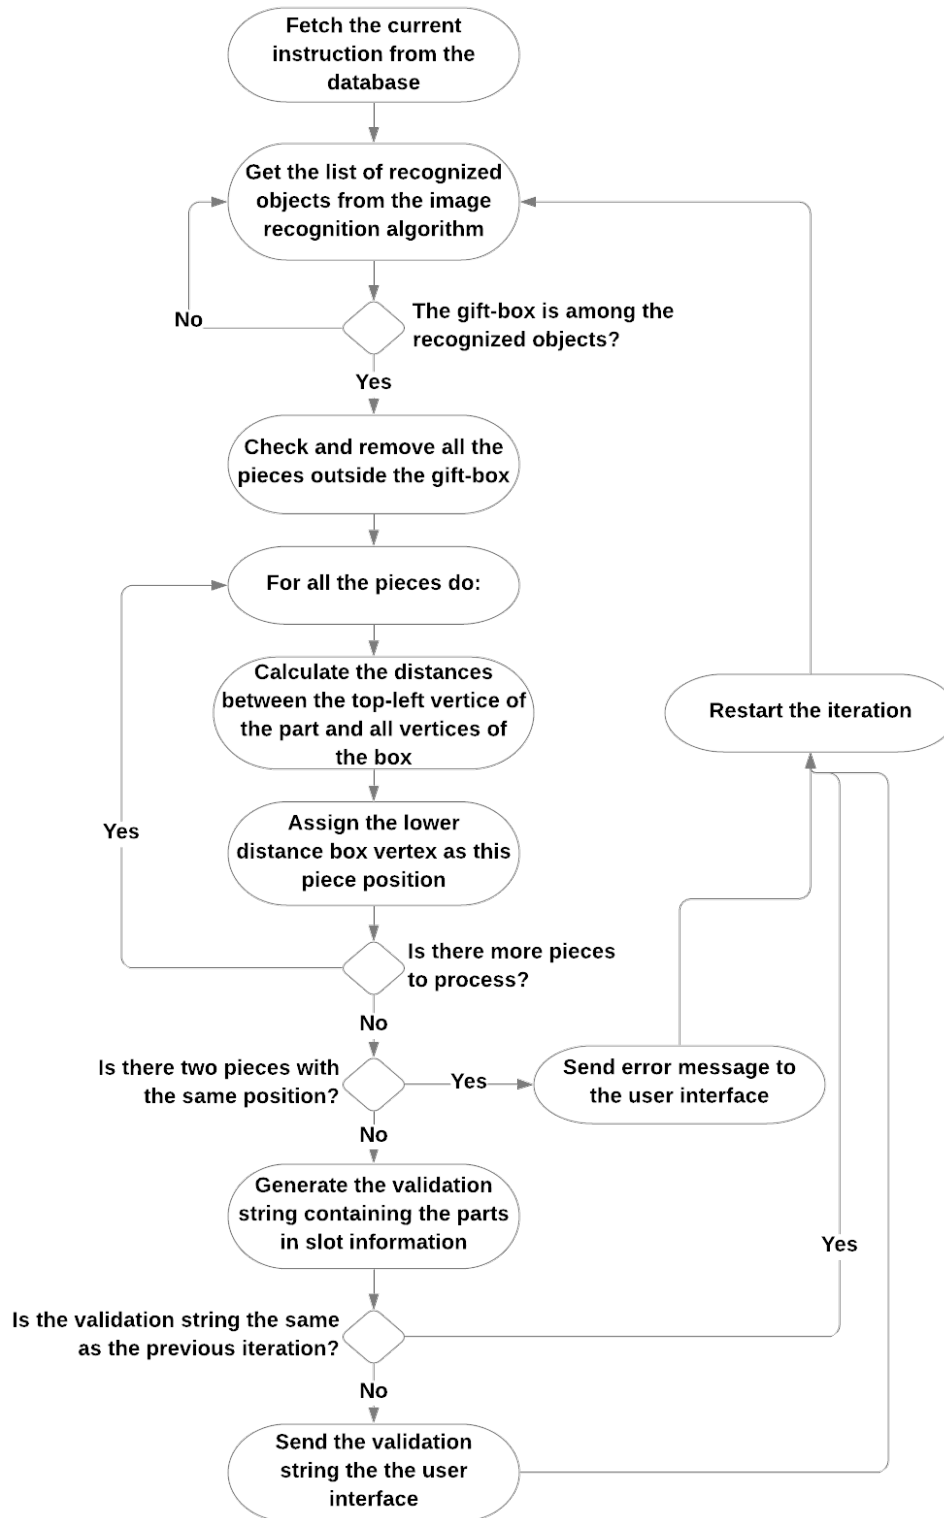 Fetch the current
instruction from the
database
Get the list of recognized
objects from the image
recognition algorithm
The gift-box is among the
recognized objects?
No
Yes
Check and remove all the
pieces outside the gift-box
For all the pieces do:
Calculate the distances
between the top-left vertice of
the part and all vertices of
the box
Restart the iteration
Assign the lower
distance box vertex as this
piece position
Yes
Is there more pieces
to process?
No
Is there two pieces with
the same position?
Yes
Send error message to
the user interface
No
Generate the validation
string containing the parts
in slot information
Yes
Is the validation string the same
as the previous iteration?
No
Send the validation
string the the user
interface